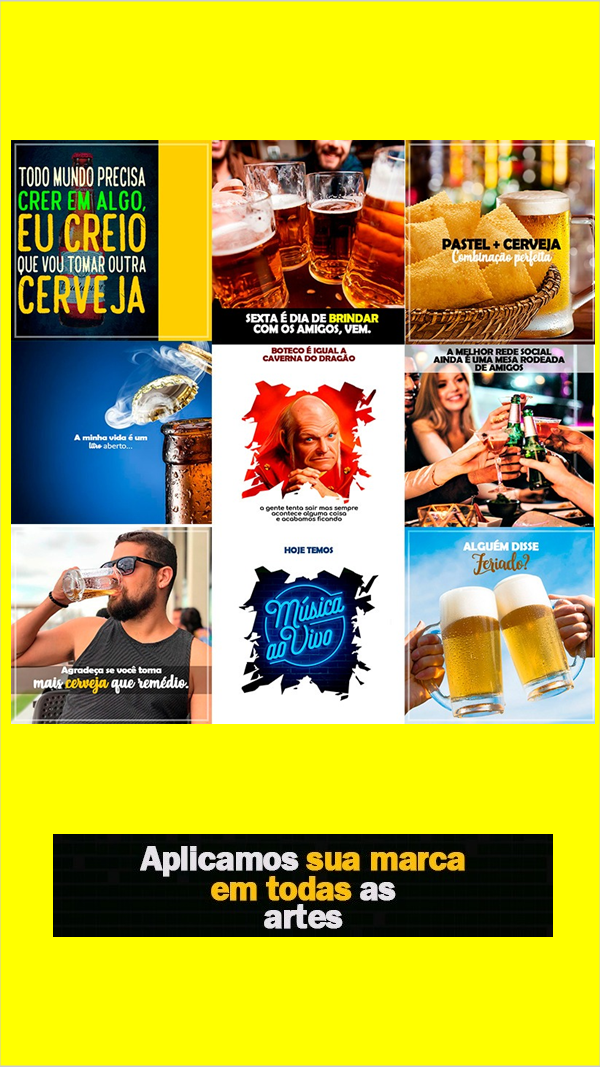 TODO MUNDO PRECISA
CRER EM ALGO,
EU CREIO
QUE VOU TOMAR OUTRA
CERVEJA
SEXTA É DIA DE BRINDAR
COM OS AMIGOS, VEM.
PASTEL + CERVEJA
Combinação perfeita
A minha vida é um
litro aberto...
BOTECO É IGUAL A
CAVERNA DO DRAGÃO
a gente tenta sair mas sempre
acontece alguma coisa
e acabamos ficando
A MELHOR REDE SOCIAL
AINDA É UMA MESA RODEADA
DE AMIGOS
Agradeça se você toma
mais cerveja que remédio.
HOJE TEMOS
Música
ao Vivo
ALGUÉM DISSE
Feriado?
Aplicamos sua marca
em todas as
artes